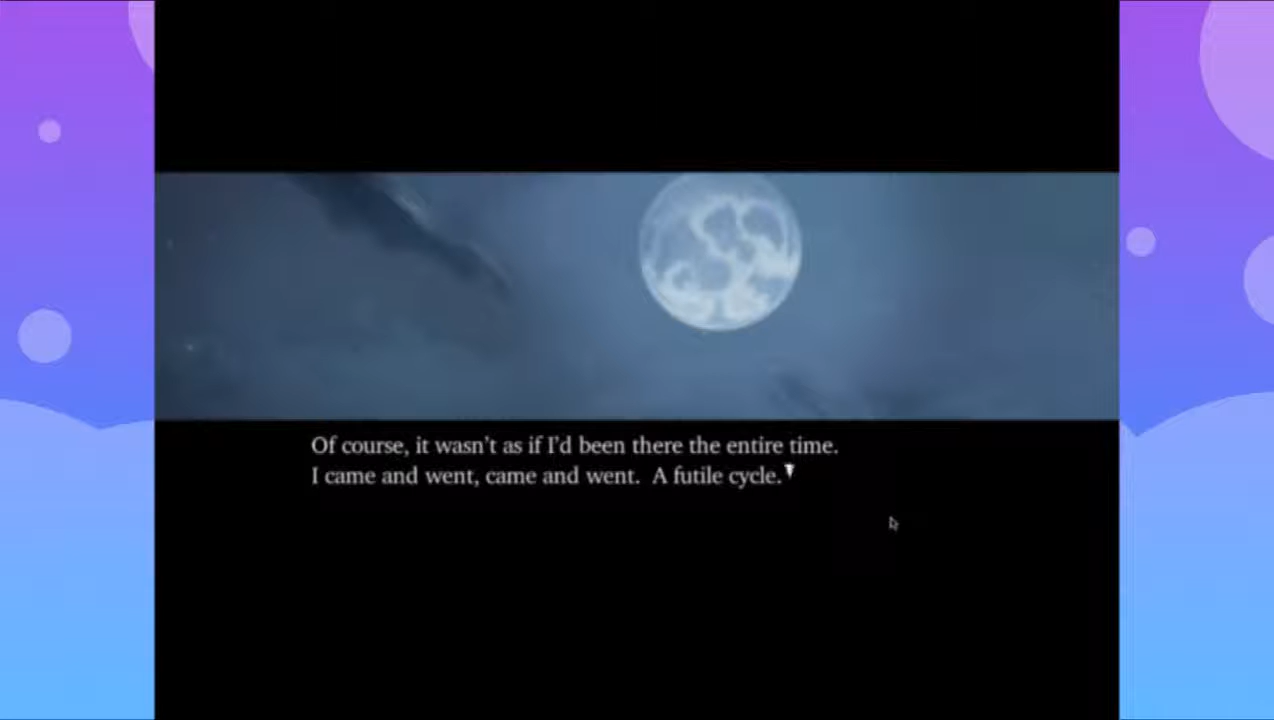 Of course, it wasn't as if I'd been there the entire time.
I came and went, came and went.  A futile cycle.